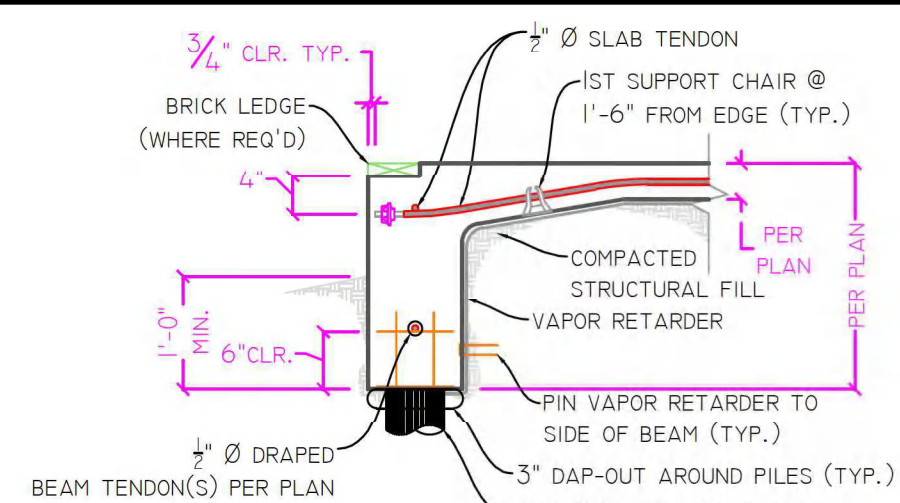 3/4" CLR. TYP.
1/2" Ø SLAB TENDON
1ST SUPPORT CHAIR @
1'-6" FROM EDGE (TYP.)
BRICK LEDGE
(WHERE REQ'D)
4"
PER
PLAN
PER PLAN
COMPACTED
STRUCTURAL FILL
VAPOR RETARDER
1'-0"
MIN.
6"CLR.
PIN VAPOR RETARDER TO
SIDE OF BEAM (TYP.)
1/2" Ø DRAPED
BEAM TENDON(S) PER PLAN
3" DAP-OUT AROUND PILES (TYP.)